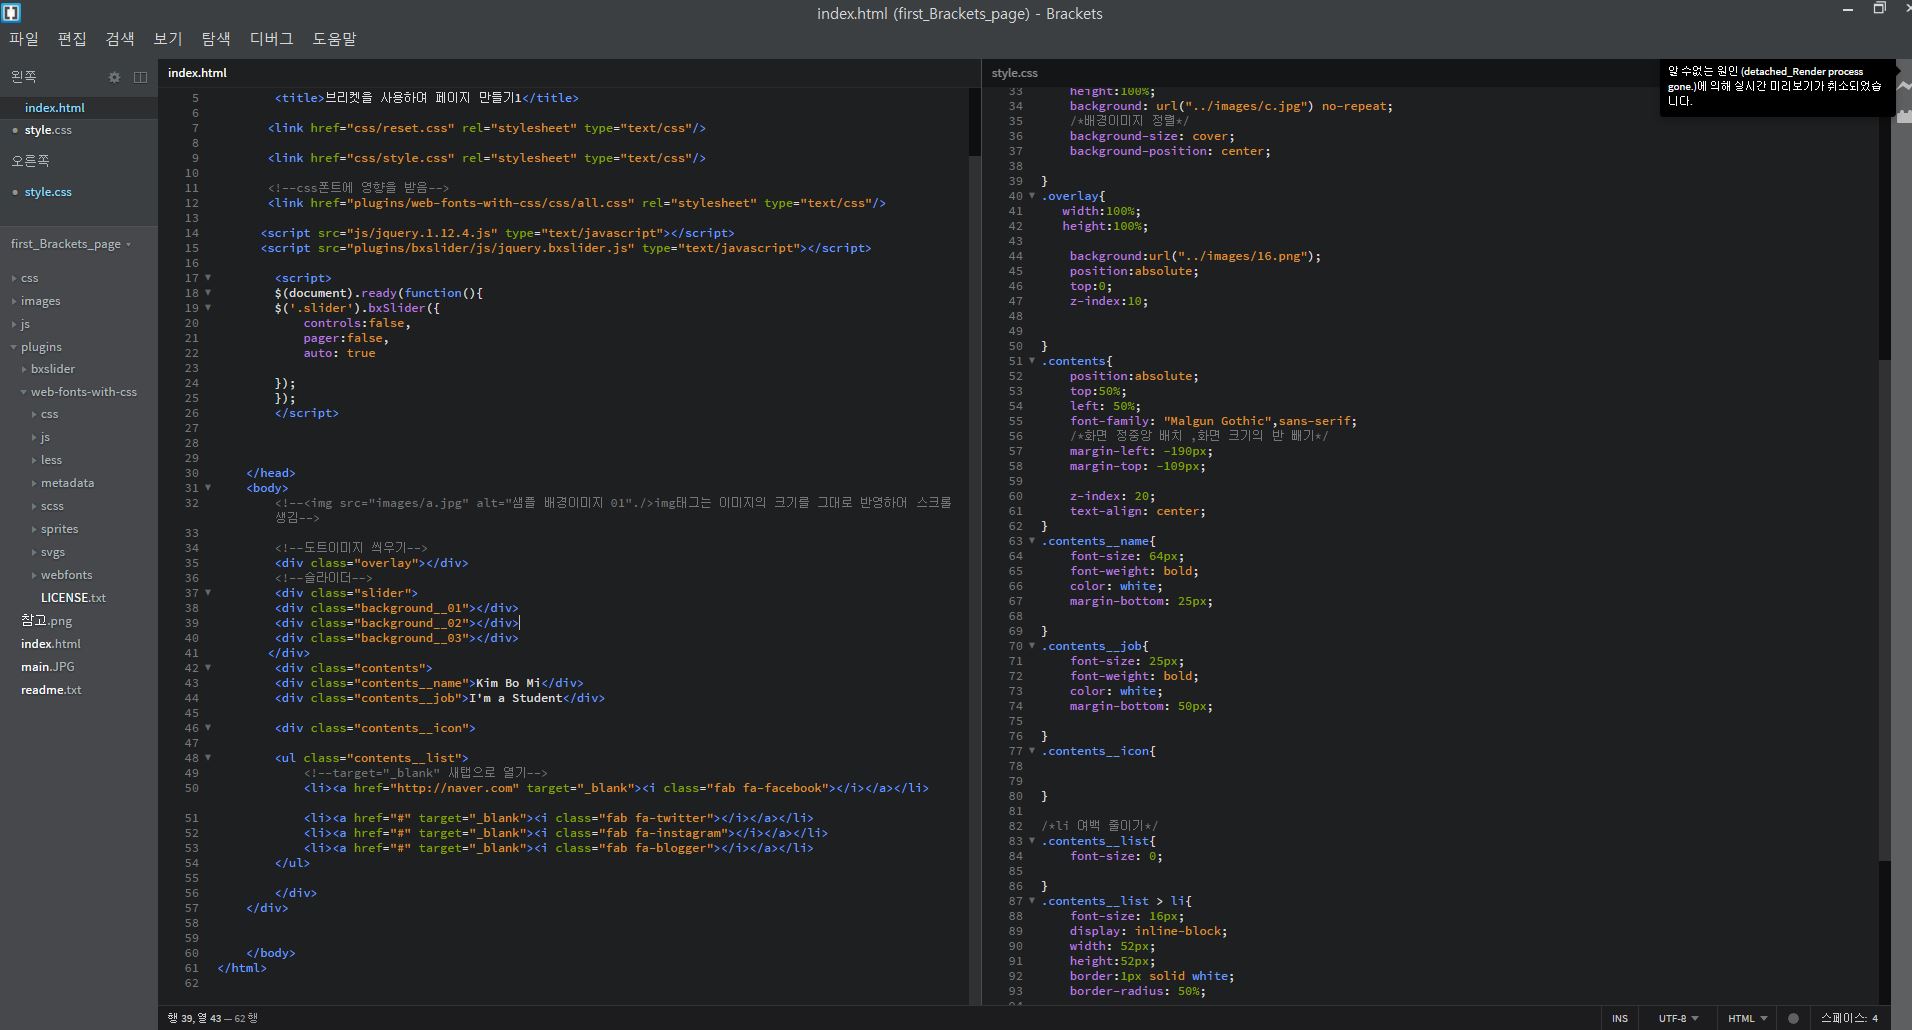 index.html (first_Brackets_page) - Brackets
파일 편집 검색 보기 탐색 디버그 도움말
왼쪽
index.html
style.css
오른쪽
style.css
first_Brackets_page
css
images
js
plugins
bxslider
web-fonts-with-css
css
js
less
metadata
scss
sprites
svgs
webfonts
LICENSE.txt
참고.png
index.html
main.JPG
readme.txt
index.html
5 <title>브리켓을 사용하며 페이지 만들기1</title>
6
7 <link href="css/reset.css" rel="stylesheet" type="text/css"/>
8
9 <link href="css/style.css" rel="stylesheet" type="text/css"/>
10
11 <!--css폰트에 영향을 받음-->
12 <link href="plugins/web-fonts-with-css/css/all.css" rel="stylesheet" type="text/css"/>
13
14 <script src="js/jquery.1.12.4.js" type="text/javascript"></script>
15 <script src="plugins/bxslider/js/jquery.bxslider.js" type="text/javascript"></script>
16
17 <script>
18 $(document).ready(function(){
19 $('.slider').bxSlider({
20 controls:false,
21 pager:false,
22 auto: true
23
24 });
25 });
26 </script>
27
28
29
30 </head>
31 <body>
32 <!--<img src="images/a.jpg" alt="샘플 배경이미지 01"./>img태그는 이미지의 크기를 그대로 반영하여 스크롤
생김-->
33
34 <!--도트이미지 씌우기-->
35 <div class="overlay"></div>
36 <!--슬라이더-->
37 <div class="slider">
38 <div class="background__01"></div>
39 <div class="background__02"></div>
40 <div class="background__03"></div>
41 </div>
42 <div class="contents">
43 <div class="contents__name">Kim Bo Mi</div>
44 <div class="contents__job">I'm a Student</div>
45
46 <div class="contents__icon">
47
48 <ul class="contents__list">
49 <!--target="_blank" 새탭으로 열기-->
50 <li><a href="http://naver.com" target="_blank"><i class="fab fa-facebook"></i></a></li>
51 <li><a href="#" target="_blank"><i class="fab fa-twitter"></i></a></li>
52 <li><a href="#" target="_blank"><i class="fab fa-instagram"></i></a></li>
53 <li><a href="#" target="_blank"><i class="fab fa-blogger"></i></a></li>
54 </ul>
55
56 </div>
57 </div>
58
59
60 </body>
61 </html>
62
style.css
33 height:100%;
34 background: url("../images/c.jpg") no-repeat;
35 /*배경이미지 정렬*/
36 background-size: cover;
37 background-position: center;
38
39 }
40 .overlay{
41 width:100%;
42 height:100%;
43
44 background:url("../images/16.png");
45 position:absolute;
46 top:0;
47 z-index:10;
48
49
50 }
51 .contents{
52 position:absolute;
53 top:50%;
54 left: 50%;
55 font-family: "Malgun Gothic",sans-serif;
56 /*화면 정중앙 배치 ,화면 크기의 반 빼기*/
57 margin-left: -190px;
58 margin-top: -109px;
59
60 z-index: 20;
61 text-align: center;
62 }
63 .contents__name{
64 font-size: 64px;
65 font-weight: bold;
66 color: white;
67 margin-bottom: 25px;
68
69 }
70 .contents__job{
71 font-size: 25px;
72 font-weight: bold;
73 color: white;
74 margin-bottom: 50px;
75
76 }
77 .contents__icon{
78
79
80 }
81
82 /*li 여백 줄이기*/
83 .contents__list{
84 font-size: 0;
85
86 }
87 .contents__list > li{
88 font-size: 16px;
89 display: inline-block;
90 width: 52px;
91 height:52px;
92 border:1px solid white;
93 border-radius: 50%;
알 수없는 원인 (detached_Render process
gone.)에 의해 실시간 미리보기가 취소되었습
니다.
행 39, 열 43 — 62 행
INS UTF-8 HTML 스페이스: 4